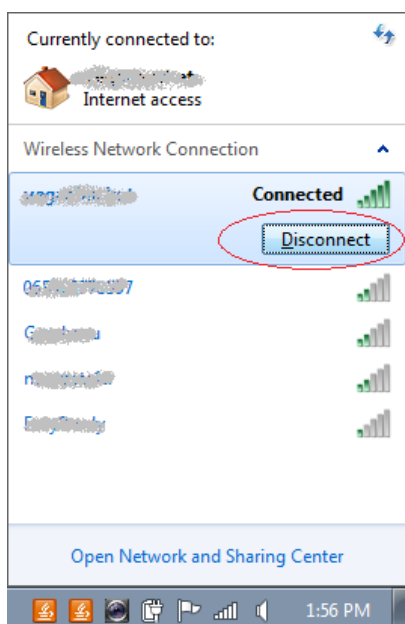 Currently connected to:
Internet access
Wireless Network Connection
Connected
Disconnect
Open Network and Sharing Center
1:56 PM